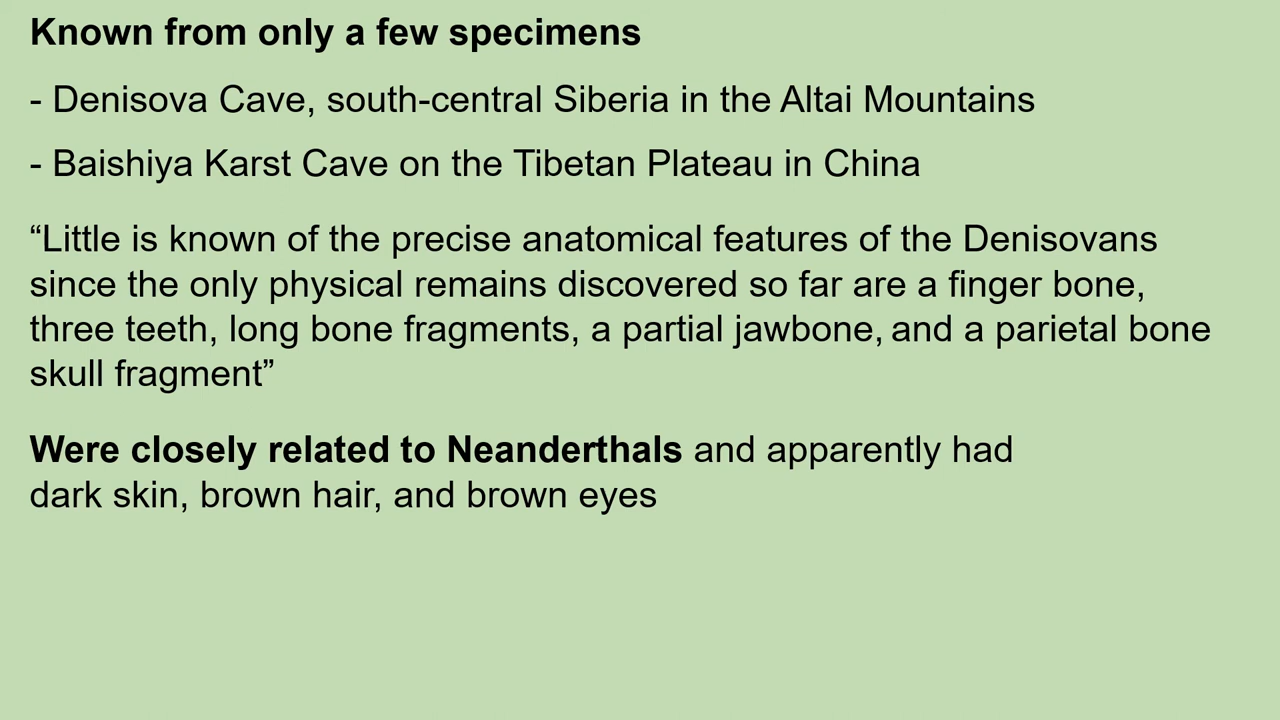 Known from only a few specimens
- Denisova Cave, south-central Siberia in the Altai Mountains
- Baishiya Karst Cave on the Tibetan Plateau in China
“Little is known of the precise anatomical features of the Denisovans
since the only physical remains discovered so far are a finger bone,
three teeth, long bone fragments, a partial jawbone, and a parietal bone
skull fragment”
Were closely related to Neanderthals and apparently had
dark skin, brown hair, and brown eyes